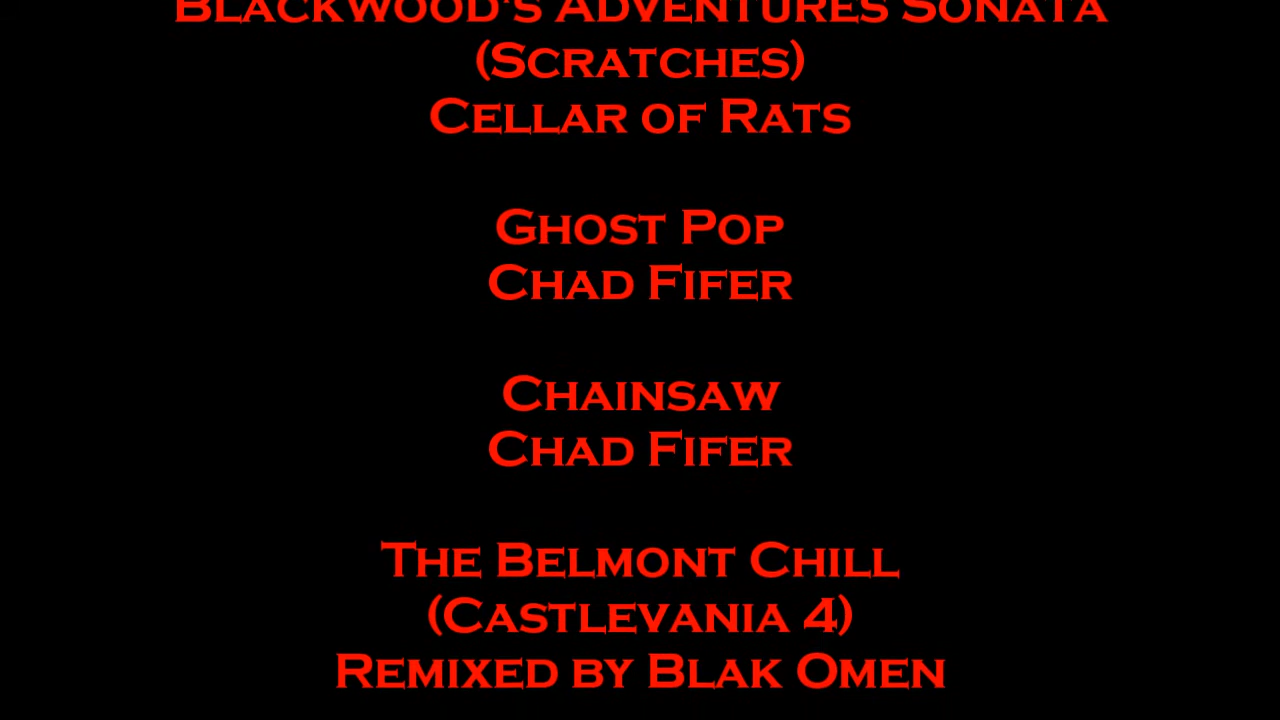 Blackwood's Adventures Sonata
(Scratches)
Cellar of Rats
Ghost Pop
Chad Fifer
Chainsaw
Chad Fifer
The Belmont Chill
(Castlevania 4)
Remixed by Blak Omen